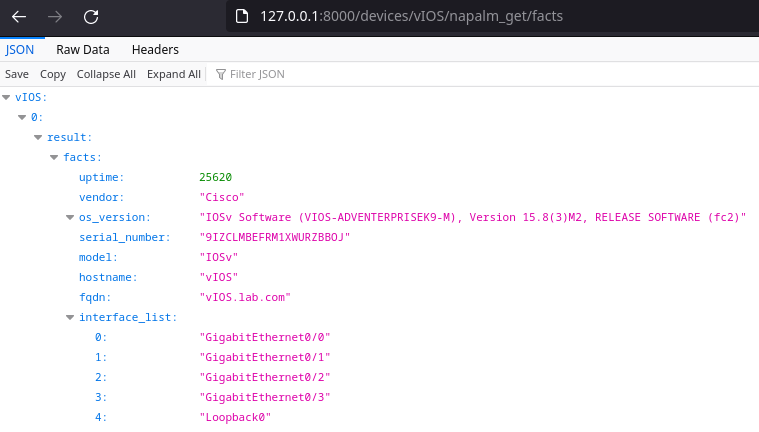 127.0.0.1:8000/devices/vIOS/napalm_get/facts
JSON Raw Data Headers
Save Copy Collapse All Expand All Filter JSON
vIOS:
0:
result:
facts:
uptime: 25620
vendor: "Cisco"
os_version: "IOSv Software (VIOS-ADVENTERPRISEK9-M), Version 15.8(3)M2, RELEASE SOFTWARE (fc2)"
serial_number: "9IZCLMBEFRM1XWURZBBOJ"
model: "IOSv"
hostname: "vIOS"
fqdn: "vIOS.lab.com"
interface_list:
0: "GigabitEthernet0/0"
1: "GigabitEthernet0/1"
2: "GigabitEthernet0/2"
3: "GigabitEthernet0/3"
4: "Loopback0"